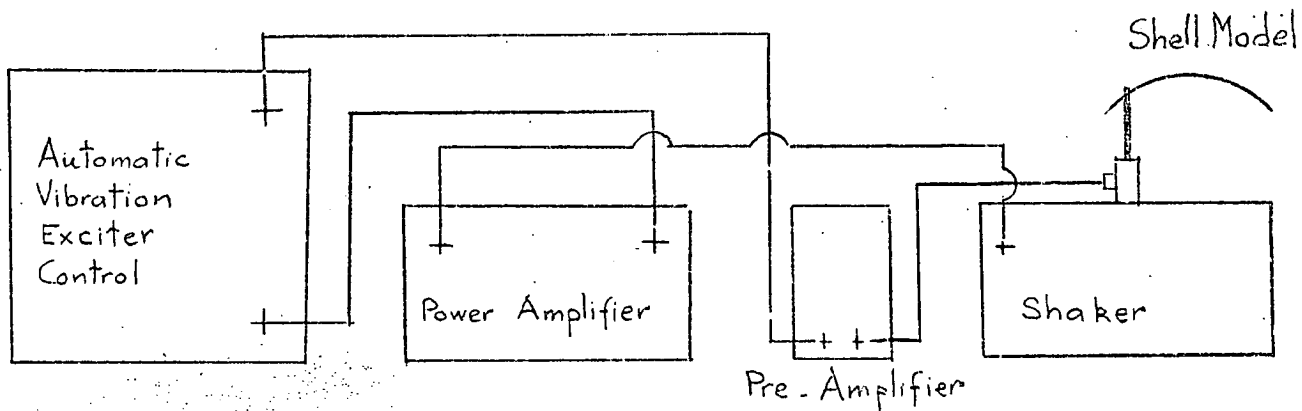 Shell Model
Automatic
Vibration
Exciter
Control
Power Amplifier
Shaker
Pre-Amplifier